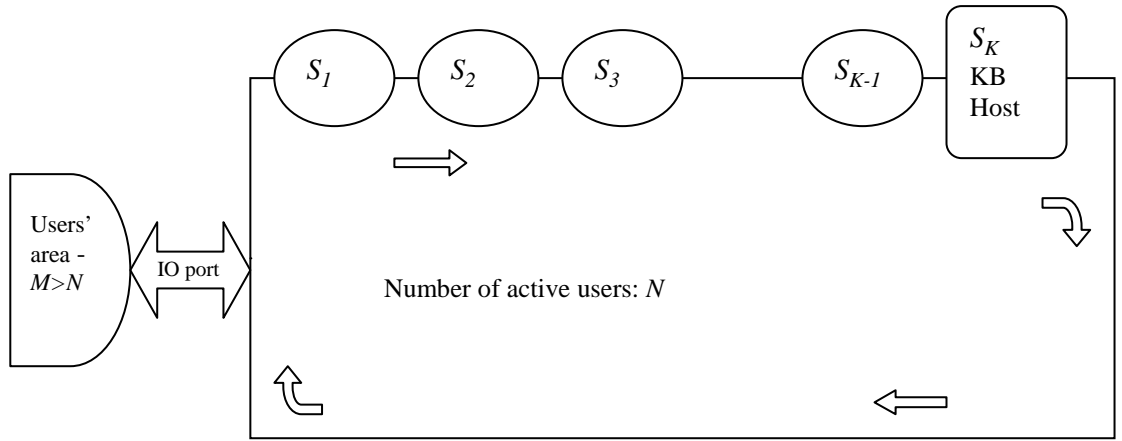 S1
S2
S3
SK-1
SK
KB
Host
Users’
area -
M>N
IO port
Number of active users: N